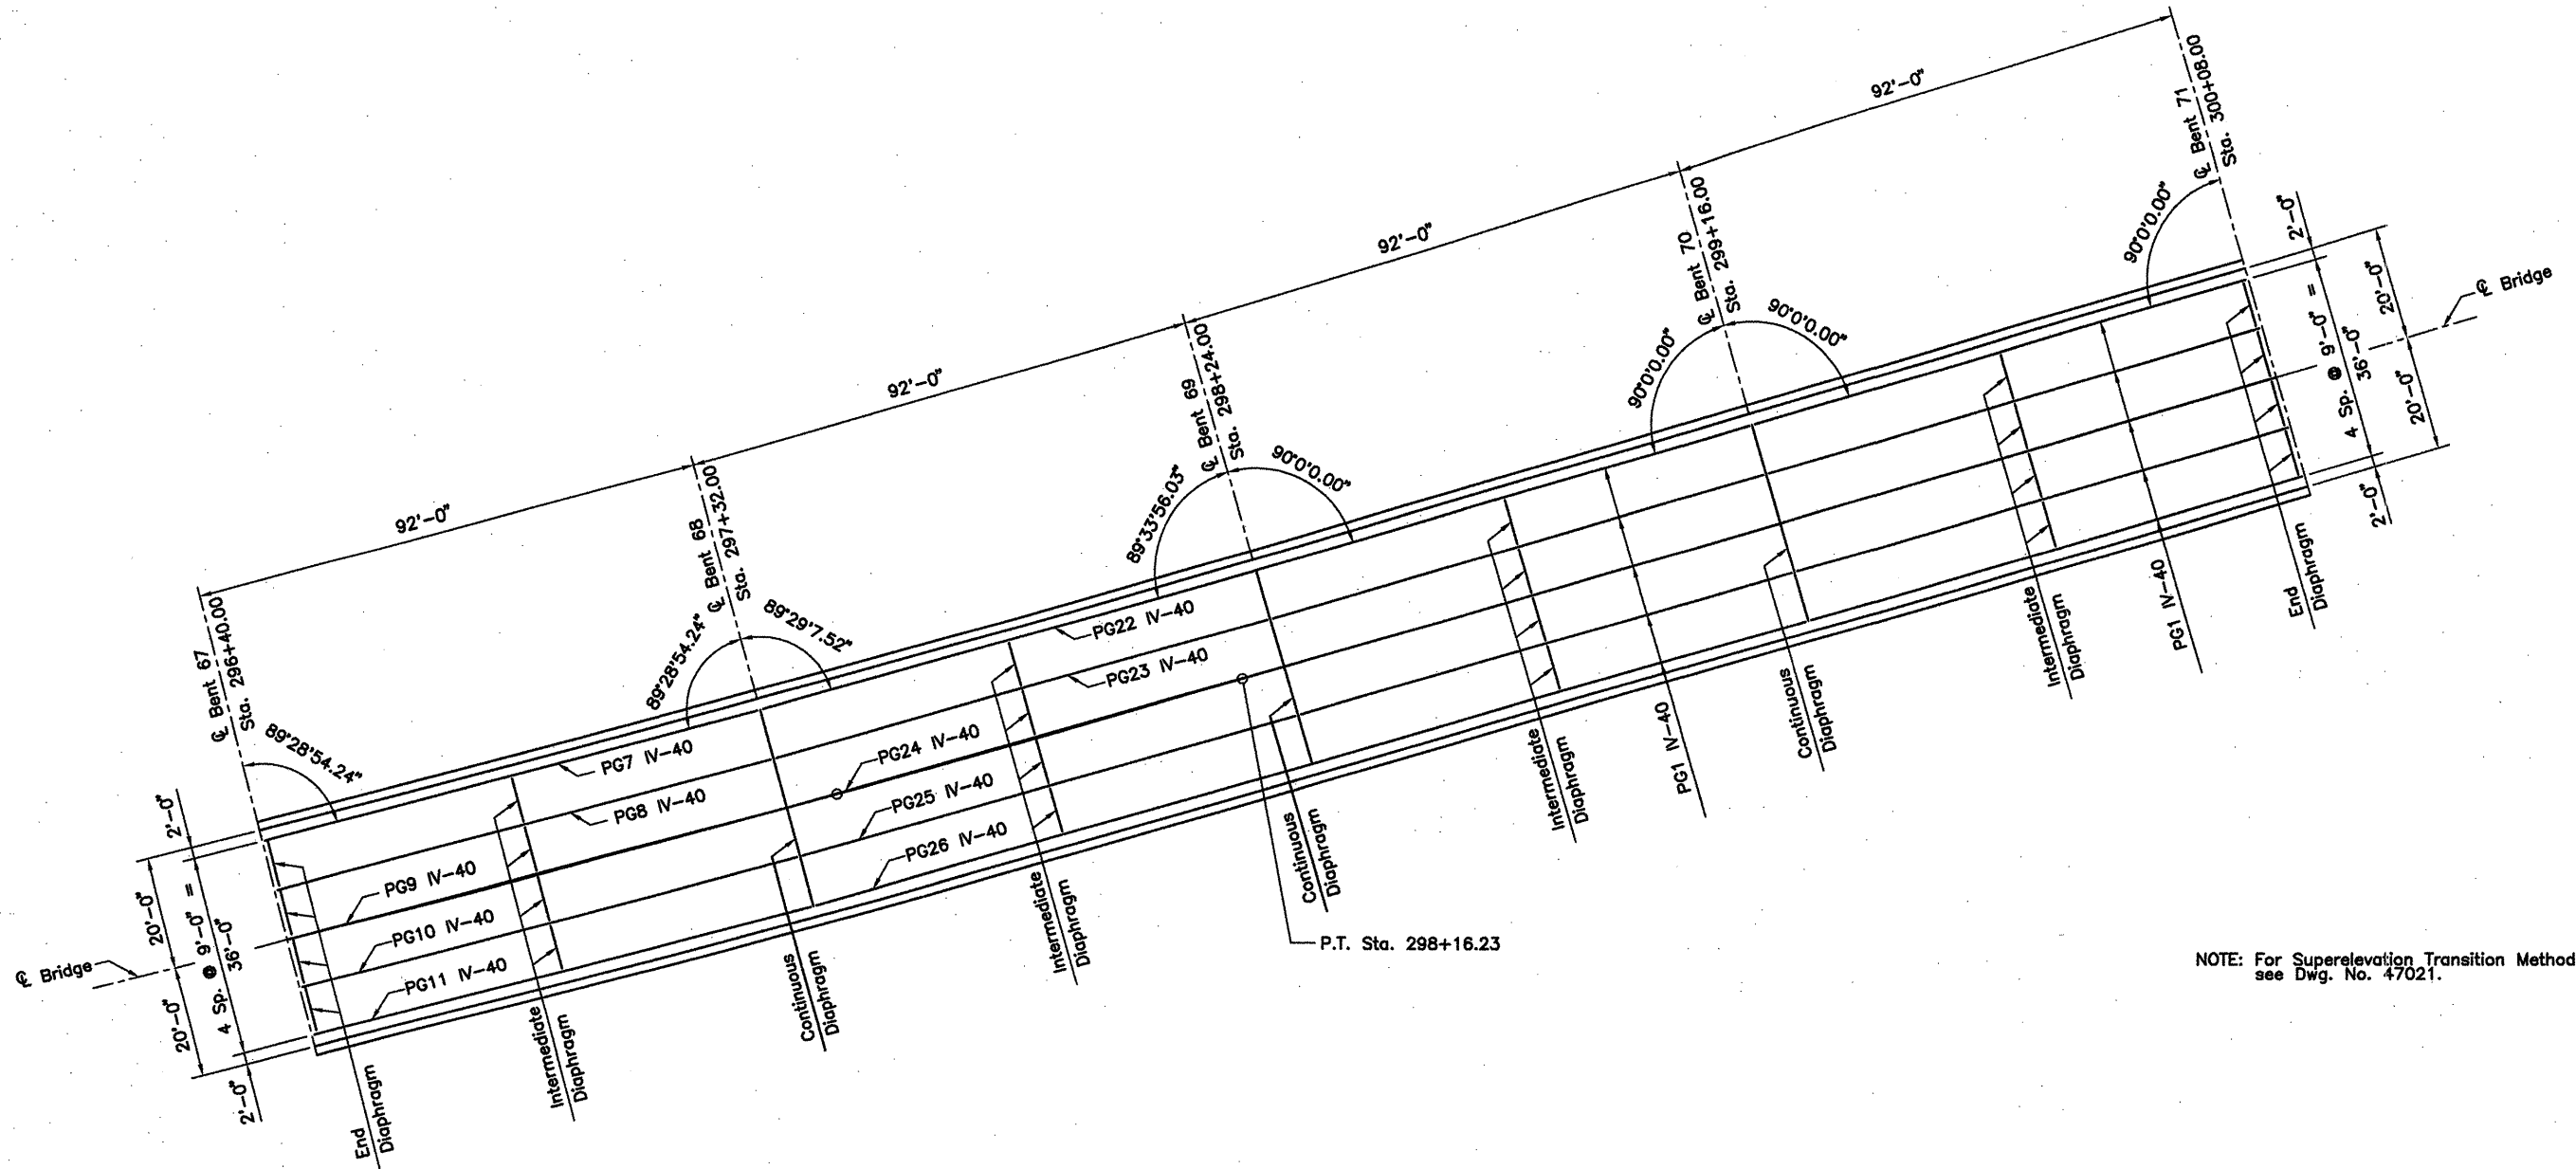 92'-0"
92'-0"
92'-0"
92'-0"
℄ Bent 67
Sta. 296+40.00
℄ Bent 68
Sta. 297+32.00
℄ Bent 69
Sta. 298+24.00
℄ Bent 70
Sta. 299+16.00
℄ Bent 71
Sta. 300+08.00
89°28'54.24"
89°28'54.24"
89°29'7.52"
89°33'56.03"
90°0'0.00"
90°0'0.00"
90°0'0.00"
90°0'0.00"
2'-0"
20'-0"
20'-0"
4 Sp. @ 9'-0" =
36'-0"
2'-0"
℄ Bridge
PG7 IV-40
PG8 IV-40
PG9 IV-40
PG10 IV-40
PG11 IV-40
PG22 IV-40
PG23 IV-40
PG24 IV-40
PG25 IV-40
PG26 IV-40
PG1 IV-40
PG1 IV-40
End
Diaphragm
Intermediate
Diaphragm
Continuous
Diaphragm
Intermediate
Diaphragm
Continuous
Diaphragm
Intermediate
Diaphragm
Continuous
Diaphragm
Intermediate
Diaphragm
End
Diaphragm
2'-0"
4 Sp. @ 9'-0" =
36'-0"
20'-0"
20'-0"
2'-0"
℄ Bridge
P.T. Sta. 298+16.23
NOTE: For Superelevation Transition Method
see Dwg. No. 47021.